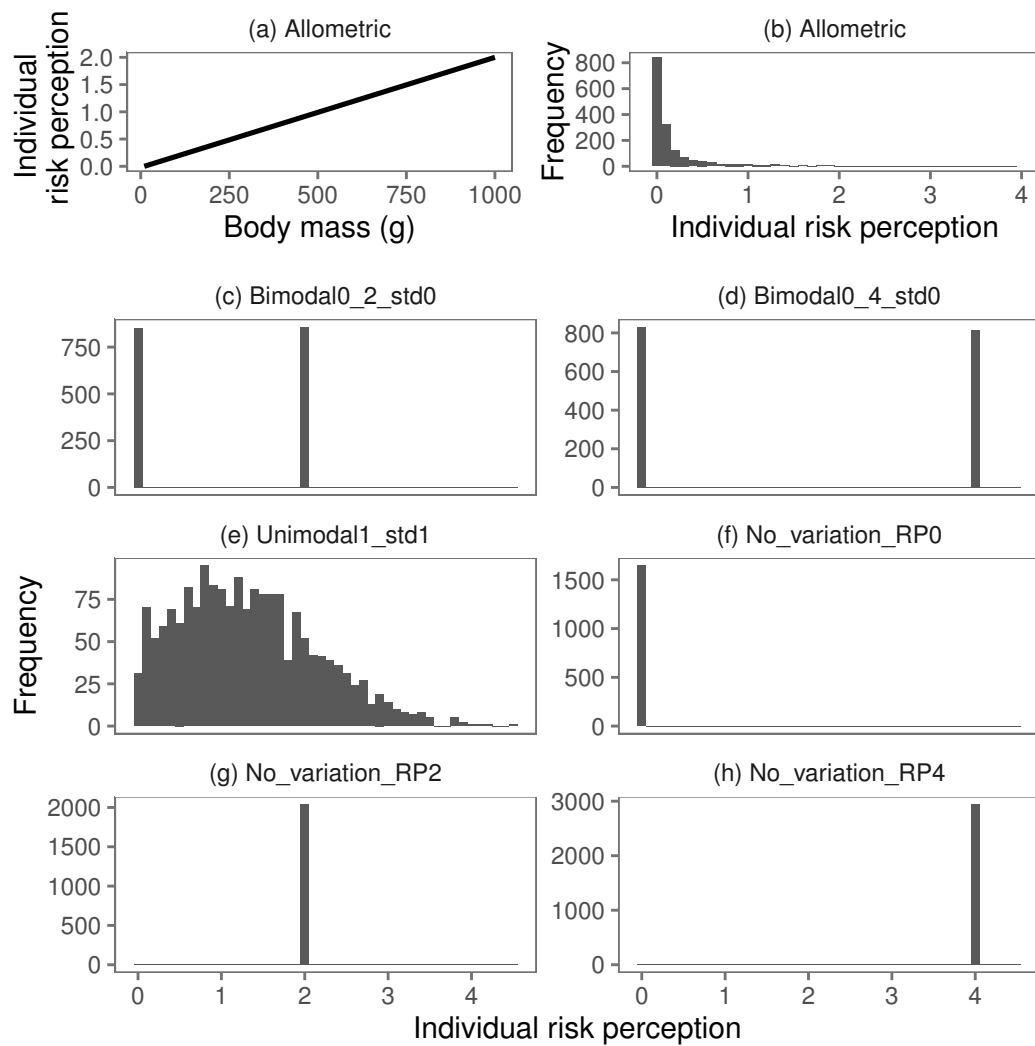 (a) Allometric
Individual
risk perception
2.0
1.5
1.0
0.5
0.0
0 250 500 750 1000
Body mass (g)
(b) Allometric
Frequency
800
600
400
200
0
0 1 2 3 4
Individual risk perception
(c) Bimodal0_2_std0
750
500
250
0
(d) Bimodal0_4_std0
800
600
400
200
0
(e) Unimodal1_std1
Frequency
75
50
25
0
(f) No_variation_RP0
1500
1000
500
0
(g) No_variation_RP2
2000
1500
1000
500
0
0 1 2 3 4
(h) No_variation_RP4
3000
2000
1000
0
0 1 2 3 4
Individual risk perception